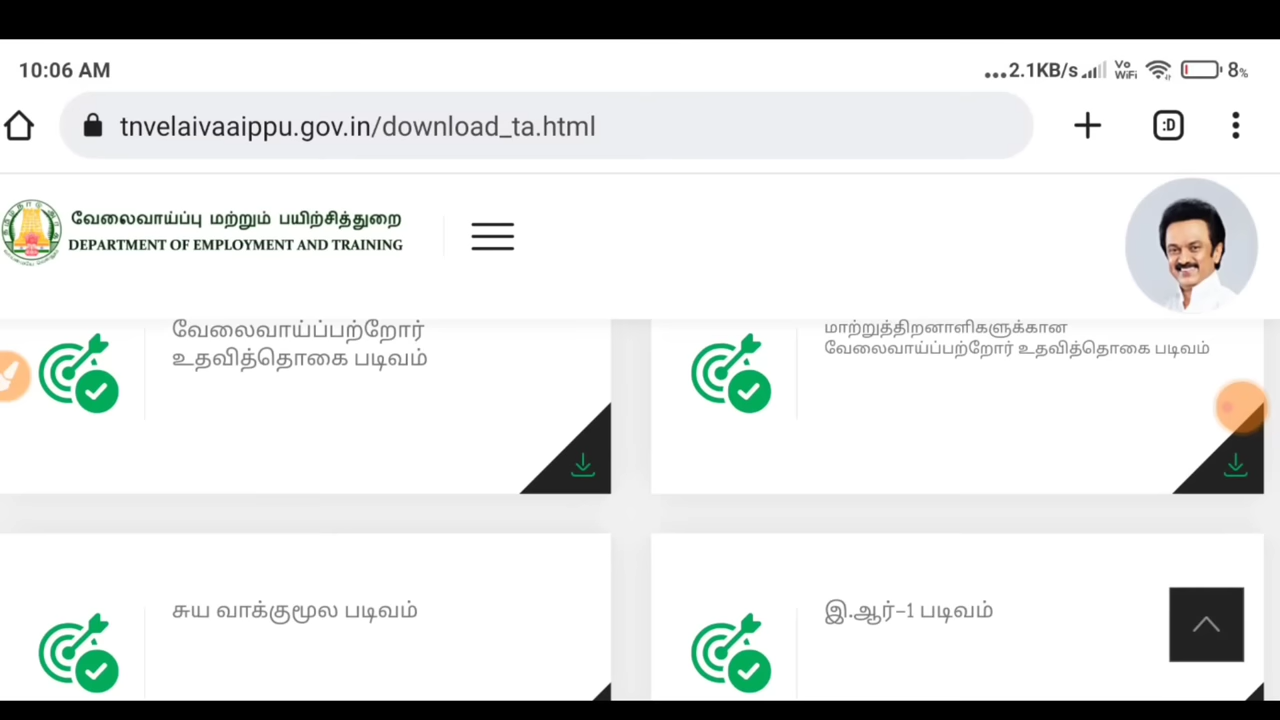 10:06 AM
...2.1KB/s Vo WiFi 8%
tnvelaivaaippu.gov.in/download_ta.html
:D
வேலைவாய்ப்பு மற்றும் பயிற்சித்துறை
DEPARTMENT OF EMPLOYMENT AND TRAINING
வேலைவாய்ப்பற்றோர்
உதவித்தொகை படிவம்
மாற்றுத்திறனாளிகளுக்கான
வேலைவாய்ப்பற்றோர் உதவித்தொகை படிவம்
சுய வாக்குமூல படிவம்
இ.ஆர்–1 படிவம்